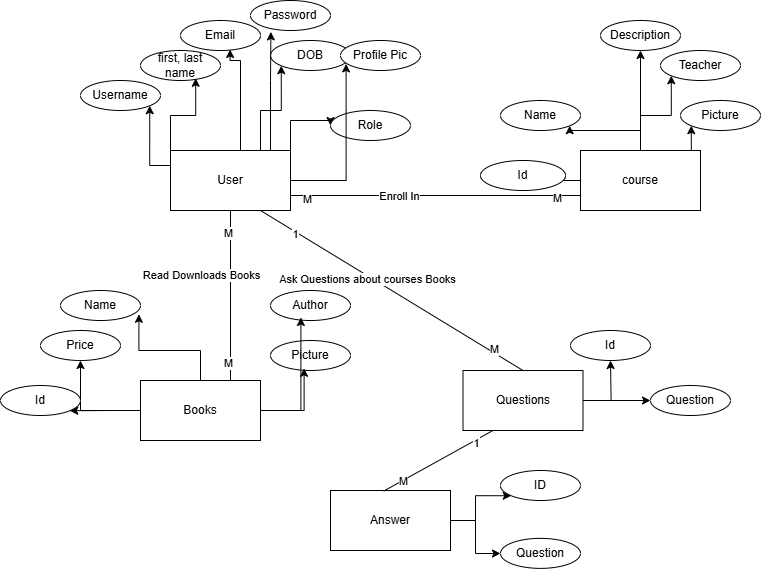 Password
Email
Description
first, last
name
DOB
Profile Pic
Teacher
Username
Name
Picture
Role
Id
User
course
M
Enroll In
M
M
1
Read Downloads Books
Ask Questions about courses Books
Name
Author
Price
Picture
M
M
Id
Id
Books
Questions
Question
1
M
ID
Answer
Question